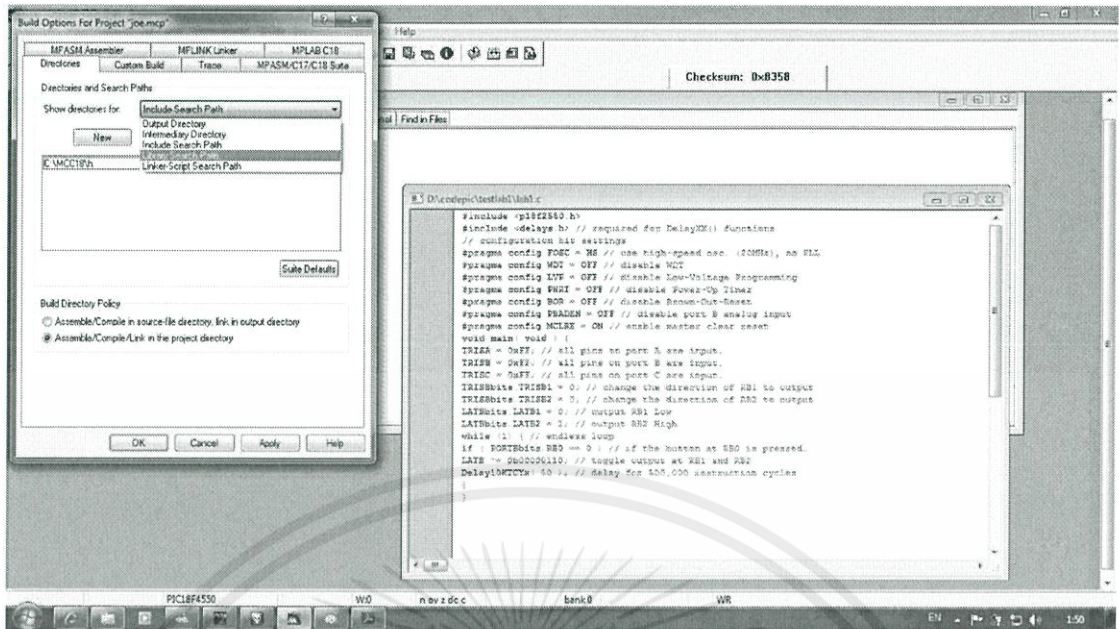 Build Options For Project "joe.mcp"
MPASM Assembler
MPLINK Linker
MPLAB C18
Directories
Custom Build
Trace
MPASM/C17/C18 Suite
Directories and Search Paths
Show directories for:
Include Search Path
Output Directory
Intermediary Directory
Include Search Path
Library Search Path
Linker-Script Search Path
New
C:\MCC18\h
Suite Defaults
Build Directory Policy
Assemble/Compile in source-file directory, link in output directory
Assemble/Compile/Link in the project directory
OK
Cancel
Apply
Help
Help
Checksum: 0x8358
Find in Files
D:\codepic\testlab1\lab1.c
#include <p18f2550.h>
#include <delays.h> // required for DelayXX() functions
// configuration bit settings
#pragma config FOSC = HS // use high-speed osc. (20MHz), no PLL
#pragma config WDT = OFF // disable WDT
#pragma config LVP = OFF // disable Low-Voltage Programming
#pragma config PWRT = OFF // disable Power-Up Timer
#pragma config BOR = OFF // disable Brown-Out-Reset
#pragma config PBADEN = OFF // disable port B analog input
#pragma config MCLRE = ON // enable master clear reset
void main( void ) {
TRISA = 0xFF; // all pins on port A are input.
TRISB = 0xFF; // all pins on port B are input.
TRISC = 0xFF; // all pins on port C are input.
TRISBbits.TRISB1 = 0; // change the direction of RB1 to output
TRISBbits.TRISB2 = 0; // change the direction of RB2 to output
LATBbits.LATB1 = 0; // output RB1 Low
LATBbits.LATB2 = 1; // output RB2 High
while (1) { // endless loop
if ( PORTBbits.RB0 == 0 ) // if the button at RB0 is pressed.
LATB ^= 0b00000110; // toggle output at RB1 and RB2
Delay10KTCYx( 40 ); // delay for 400,000 instruction cycles
}
}
PIC18F4550
W:0
n ov z dc c
bank 0
WR
EN
1:50